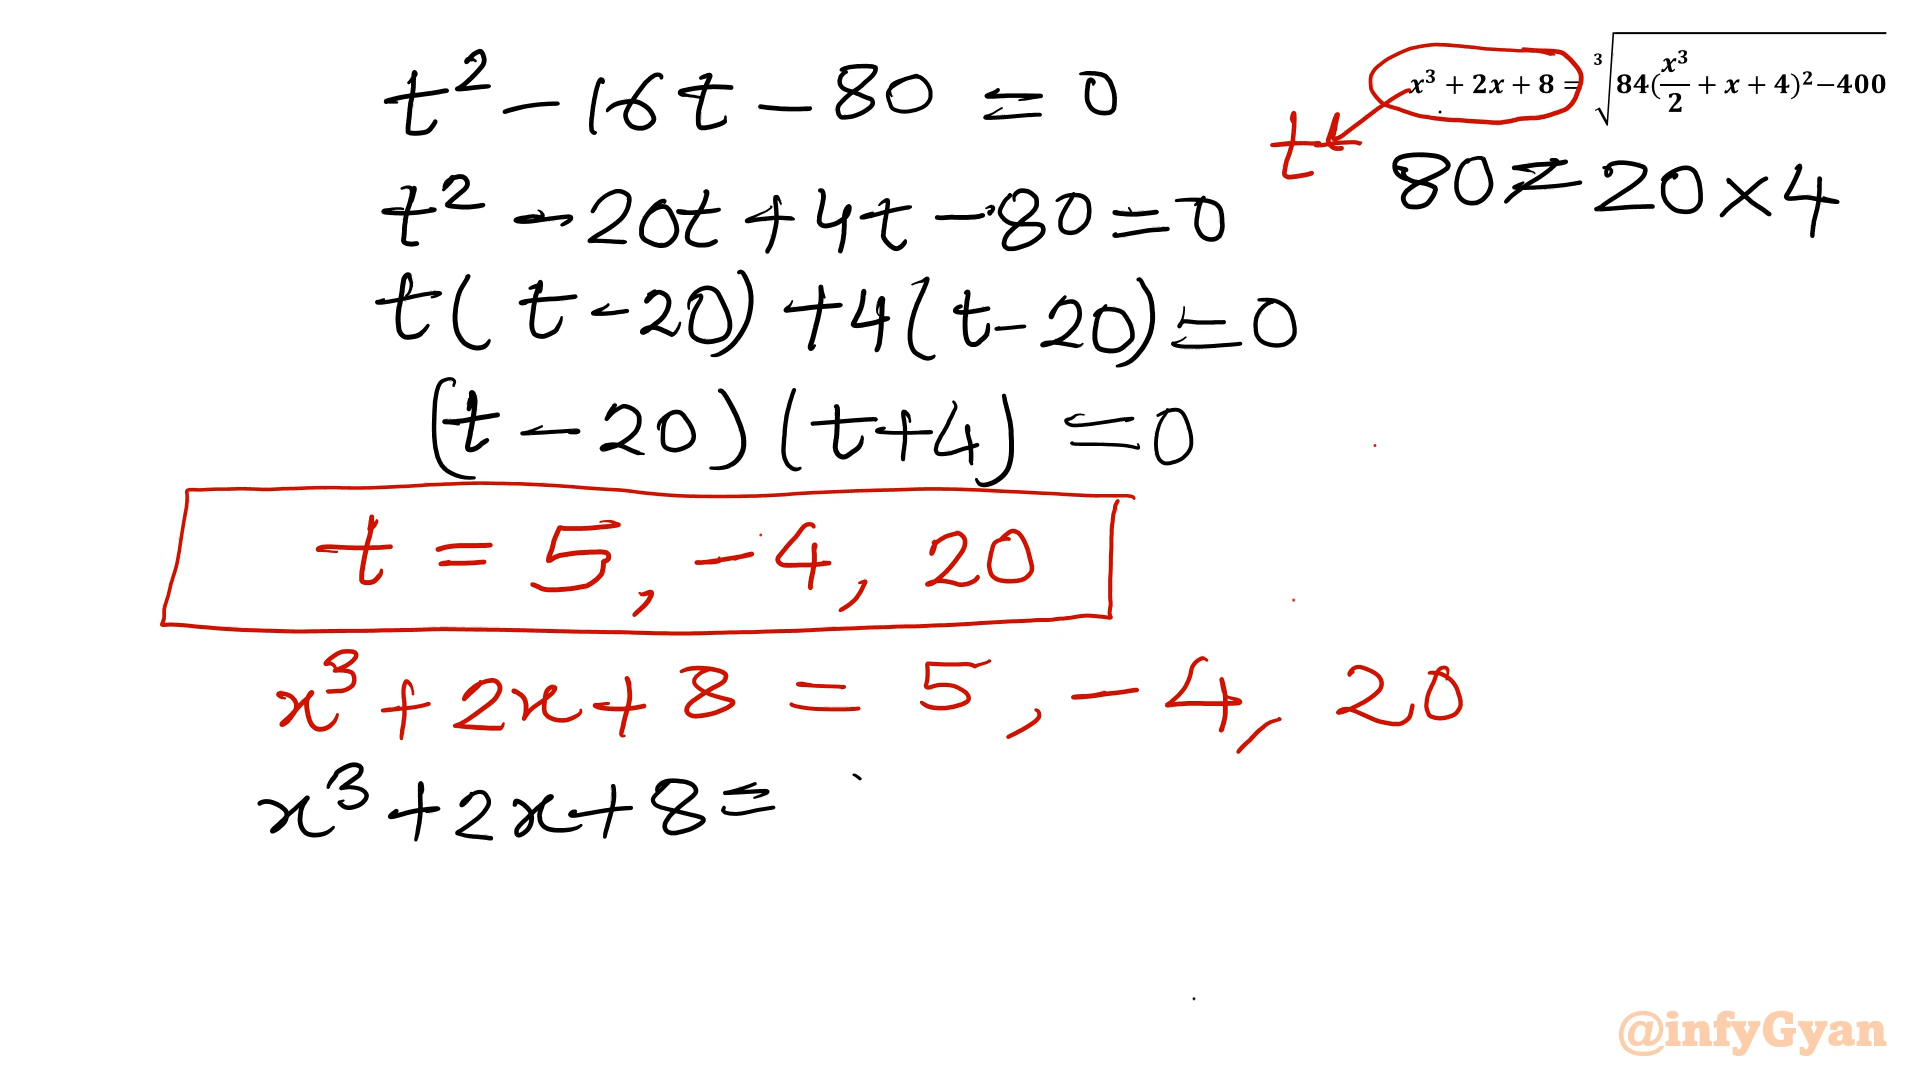 t² - 16t - 80 = 0
x³ + 2x + 8 = ∛(84(x³/2 + x + 4)²−400)
t
80 = 20 × 4
t² - 20t + 4t - 80 = 0
t( t - 20) + 4( t - 20) = 0
(t - 20) (t + 4) = 0
t = 5, -4, 20
x³ + 2x + 8 = 5, -4, 20
x³ + 2x + 8 =
@infyGyan